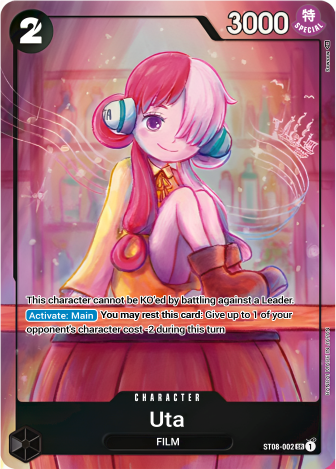 2
3000
特
SPECIAL
This character cannot be KO'ed by battling against a Leader.
Activate: Main You may rest this card: Give up to 1 of your
opponent's character cost -2 during this turn
CHARACTER
Uta
FILM
ST08-002 1